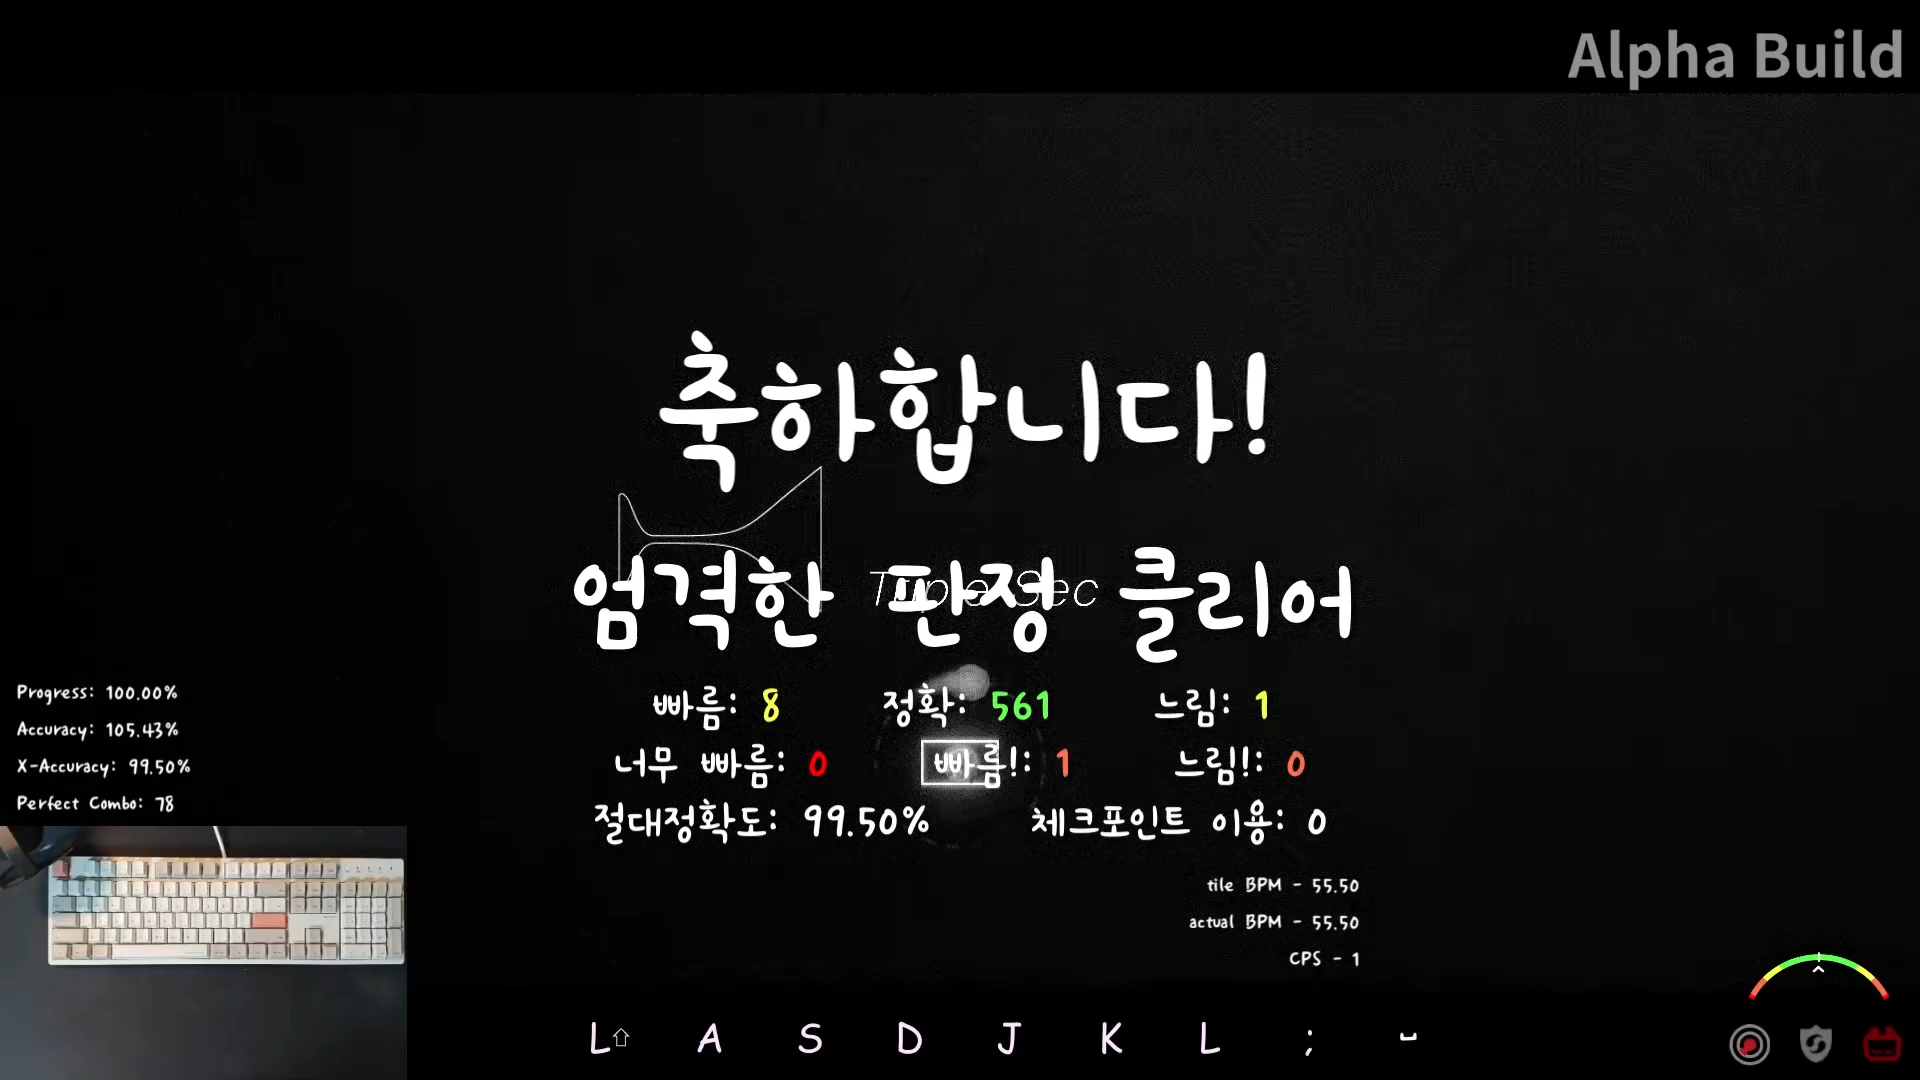 Alpha Build
축하합니다!
엄격한 판정 클리어
빠름: 8 정확: 561 느림: 1
너무 빠름: 0 빠름!: 1 느림!: 0
절대정확도: 99.50% 체크포인트 이용: 0
Progress: 100.00%
Accuracy: 105.43%
X-Accuracy: 99.50%
Perfect Combo: 78
tile BPM - 55.50
actual BPM - 55.50
CPS - 1
L⇧ A S D J K L ; ⌴